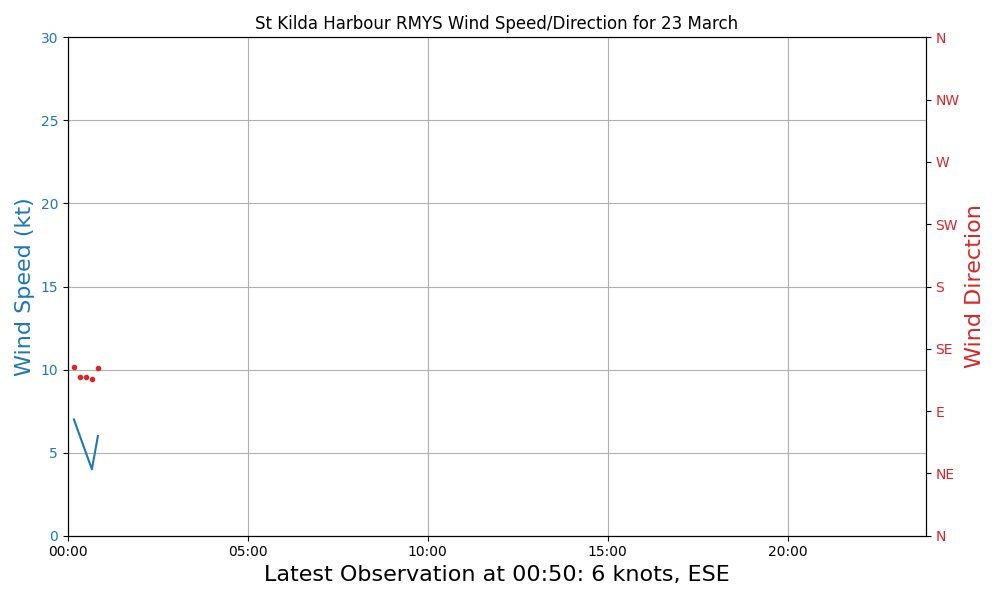 St Kilda Harbour RMYS Wind Speed/Direction for 23 March
Wind Speed (kt)
30
25
20
15
10
5
0
00:00
05:00
10:00
15:00
20:00
N
NW
W
SW
S
SE
E
NE
N
Wind Direction
Latest Observation at 00:50: 6 knots, ESE